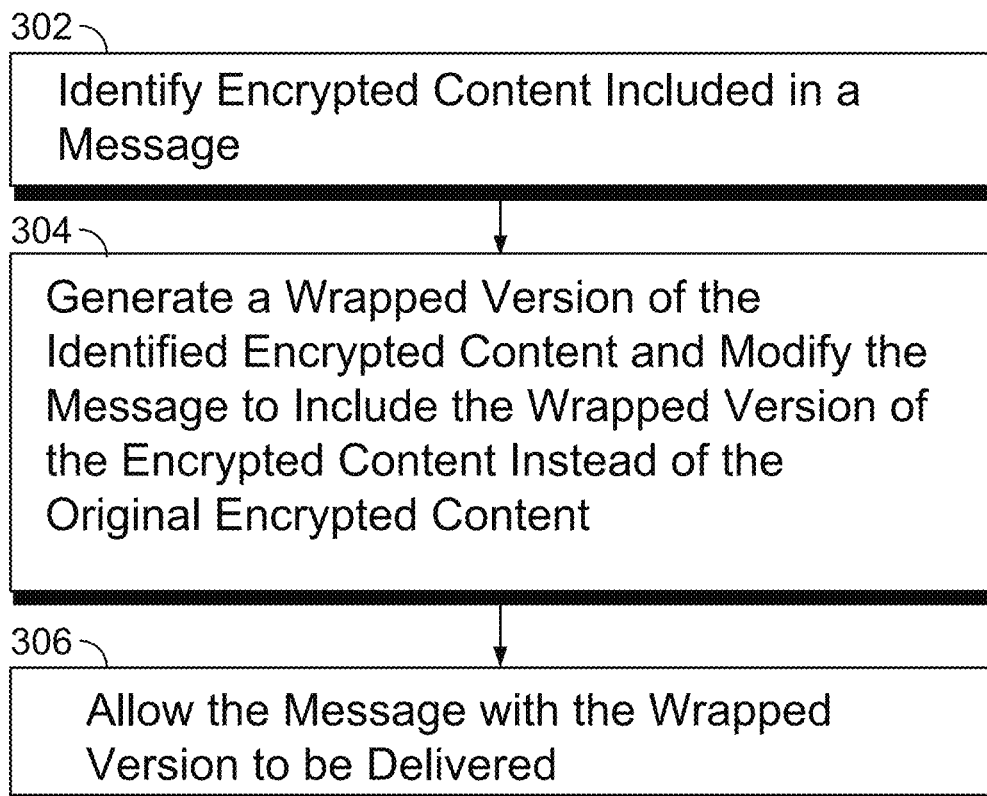 302
Identify Encrypted Content Included in a
Message
304
Generate a Wrapped Version of the
Identified Encrypted Content and Modify the
Message to Include the Wrapped Version of
the Encrypted Content Instead of the
Original Encrypted Content
306
Allow the Message with the Wrapped
Version to be Delivered